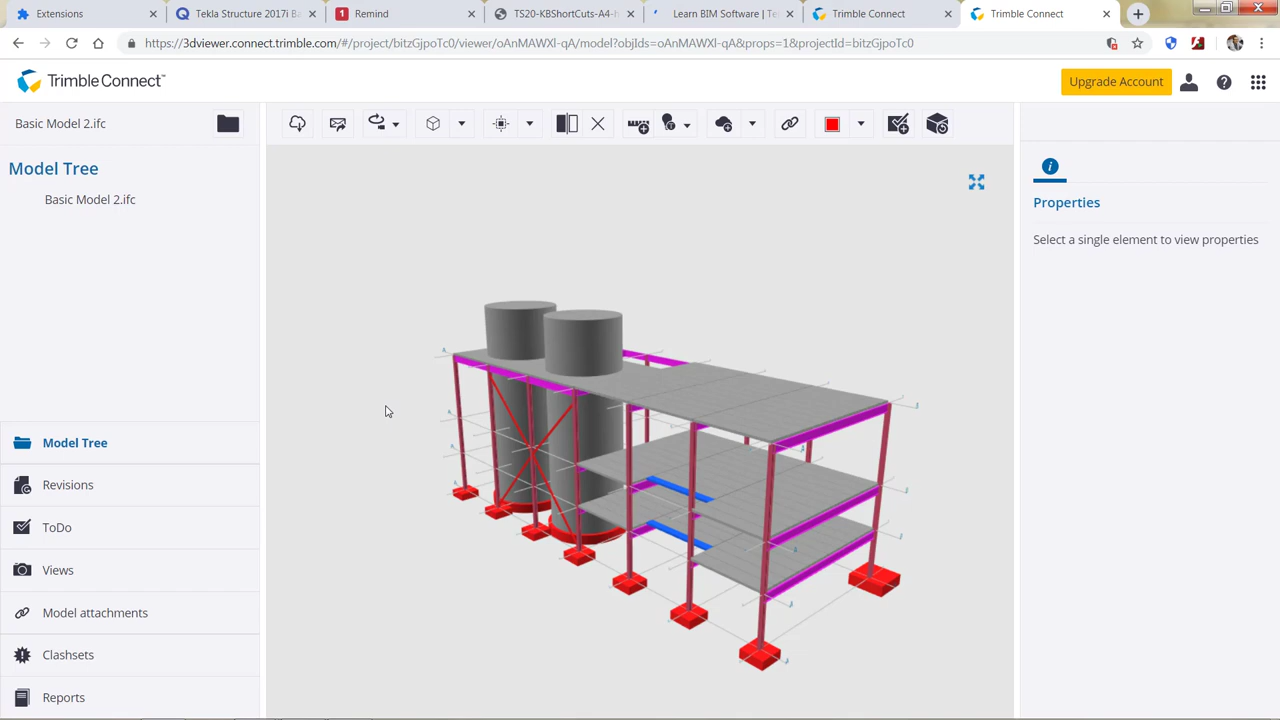 Extensions
Tekla Structure 2017i Ba
Remind
TS20-KBShortCuts-A4-h
Learn BIM Software | Te
Trimble Connect
Trimble Connect
https://3dviewer.connect.trimble.com/#/project/bitzGjpoTc0/viewer/oAnMAWXl-qA/model?objIds=oAnMAWXl-qA&props=1&projectId=bitzGjpoTc0
Trimble Connect™
Upgrade Account
Basic Model 2.ifc
Model Tree
Basic Model 2.ifc
Properties
Select a single element to view properties
Model Tree
Revisions
ToDo
Views
Model attachments
Clashsets
Reports